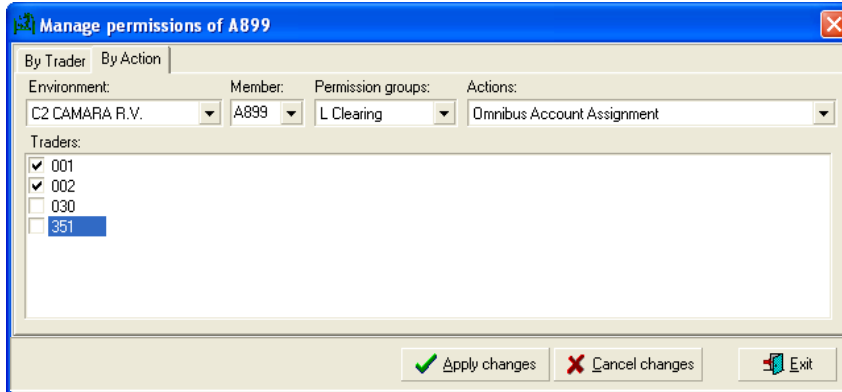 Manage permissions of A899
By Trader By Action
Environment: Member: Permission groups: Actions:
C2 CAMARA R.V. A899 L Clearing Omnibus Account Assignment
Traders:
001
002
030
351
Apply changes Cancel changes Exit